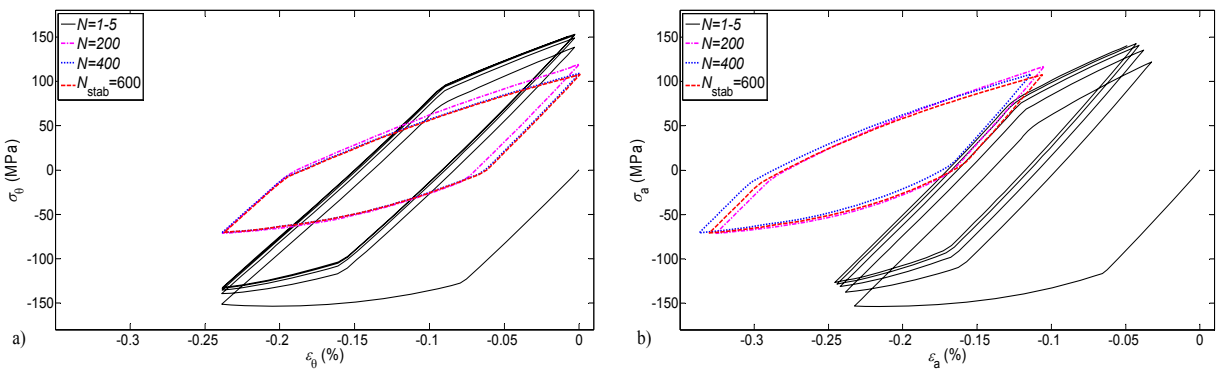 N=1-5
N=200
N=400
N_stab=600
150
100
50
0
-50
-100
-150
σ_θ (MPa)
-0.3
-0.25
-0.2
-0.15
-0.1
-0.05
0
ε_θ (%)
a)
N=1-5
N=200
N=400
N_stab=600
150
100
50
0
-50
-100
-150
σ_a (MPa)
-0.3
-0.25
-0.2
-0.15
-0.1
-0.05
0
ε_a (%)
b)